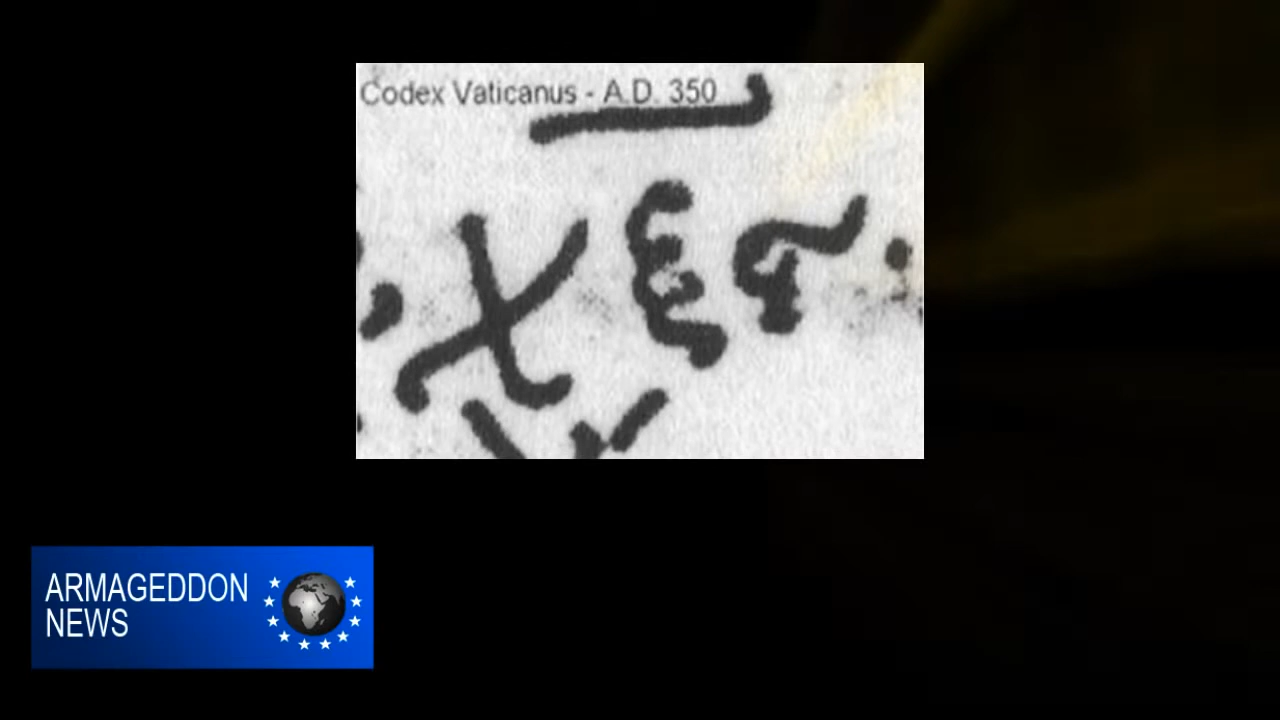 Codex Vaticanus - A.D. 350
χξϛ
ARMAGEDDON
NEWS